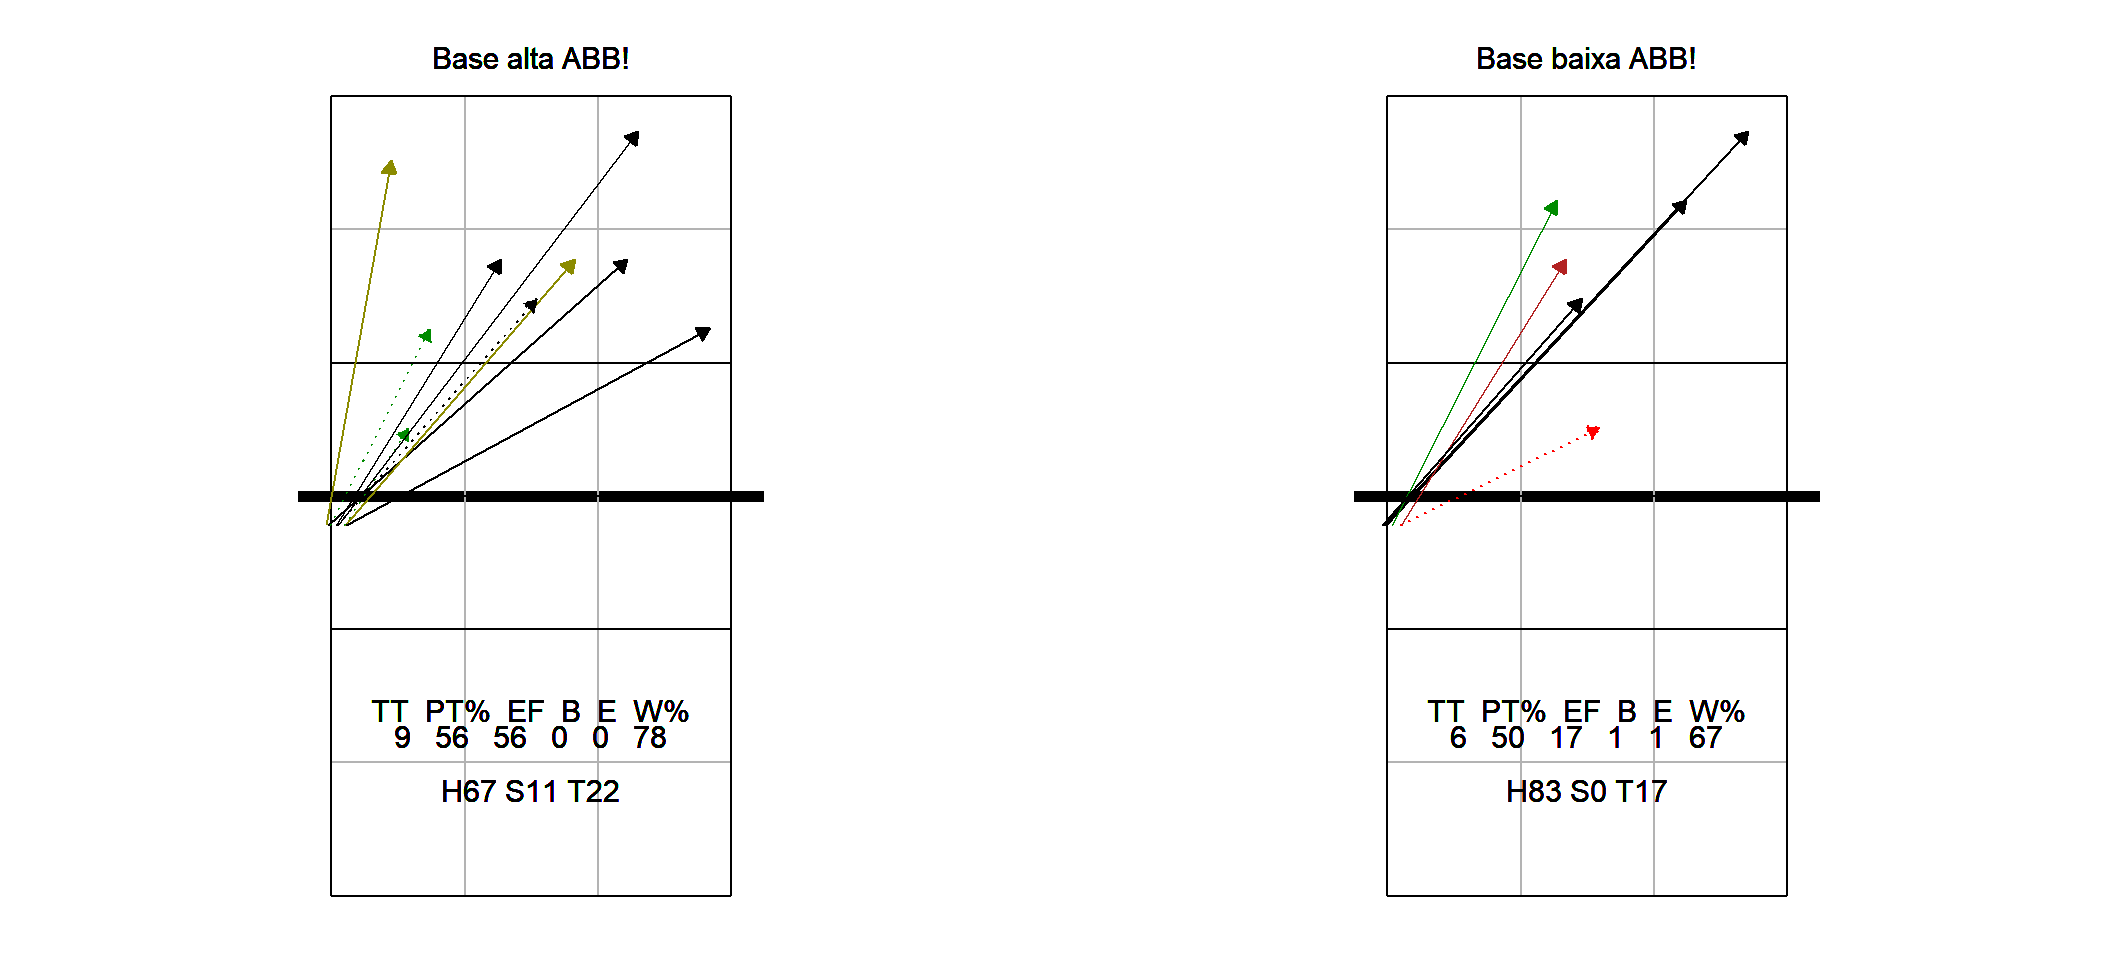 Base alta ABB!
TT PT% EF B E W%
9 56 56 0 0 78
H67 S11 T22
Base baixa ABB!
TT PT% EF B E W%
6 50 17 1 1 67
H83 S0 T17